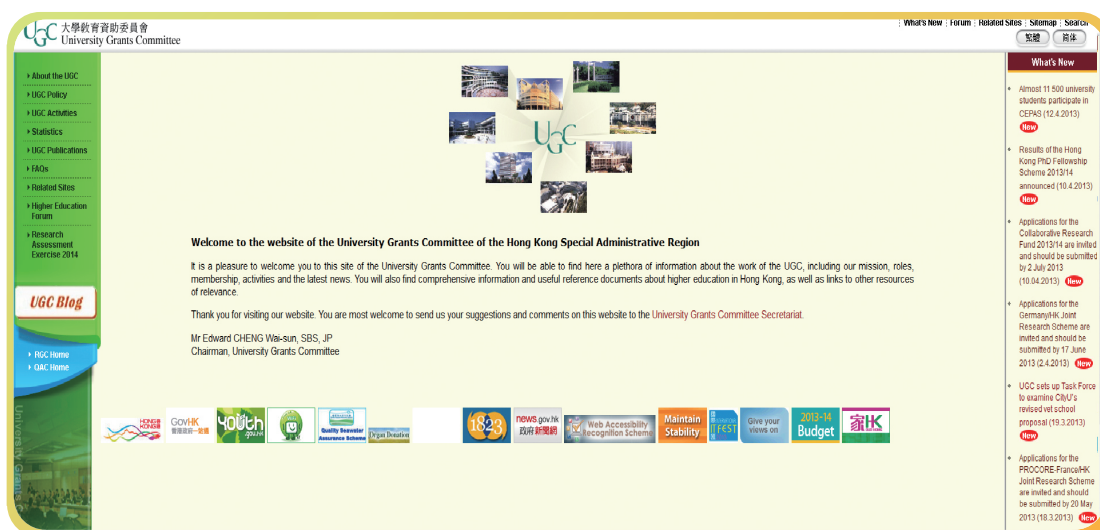 UGC 大學教育資助委員會
University Grants Committee
What's New Forum Related Sites Sitemap Search
繁體 简体
About the UGC
UGC Policy
UGC Activities
Statistics
UGC Publications
FAQs
Related Sites
Higher Education
Forum
Research
Assessment
Exercise 2014
UGC Blog
RGC Home
QAC Home
University Grants
UGC
Welcome to the website of the University Grants Committee of the Hong Kong Special Administrative Region
It is a pleasure to welcome you to this site of the University Grants Committee. You will be able to find here a plethora of information about the work of the UGC, including our mission, roles,
membership, activities and the latest news. You will also find comprehensive information and useful reference documents about higher education in Hong Kong, as well as links to other resources
of relevance.
Thank you for visiting our website. You are most welcome to send us your suggestions and comments on this website to the University Grants Committee Secretariat.
Mr Edward CHENG Wai-sun, SBS, JP
Chairman, University Grants Committee
HONG KONG
GovHK
香港政府一站通
Youth
.gov.hk
Quality Seawater
Assurance Scheme
Organ Donation
1823
news.gov.hk
政府新聞網
Web Accessibility
Recognition Scheme
Maintain
Stability
IT FEST
Give your
views on
2013-14
Budget
家HK
What's New
Almost 11 500 university
students participate in
CEPAS (12.4.2013)
New
Results of the Hong
Kong PhD Fellowship
Scheme 2013/14
announced (10.4.2013)
New
Applications for the
Collaborative Research
Fund 2013/14 are invited
and should be submitted
by 2 July 2013
(10.04.2013) New
Applications for the
Germany/HK Joint
Research Scheme are
invited and should be
submitted by 17 June
2013 (2.4.2013) New
UGC sets up Task Force
to examine CityU's
revised vet school
proposal (19.3.2013)
New
Applications for the
PROCORE-France/HK
Joint Research Scheme
are invited and should
be submitted by 20 May
2013 (18.3.2013) New